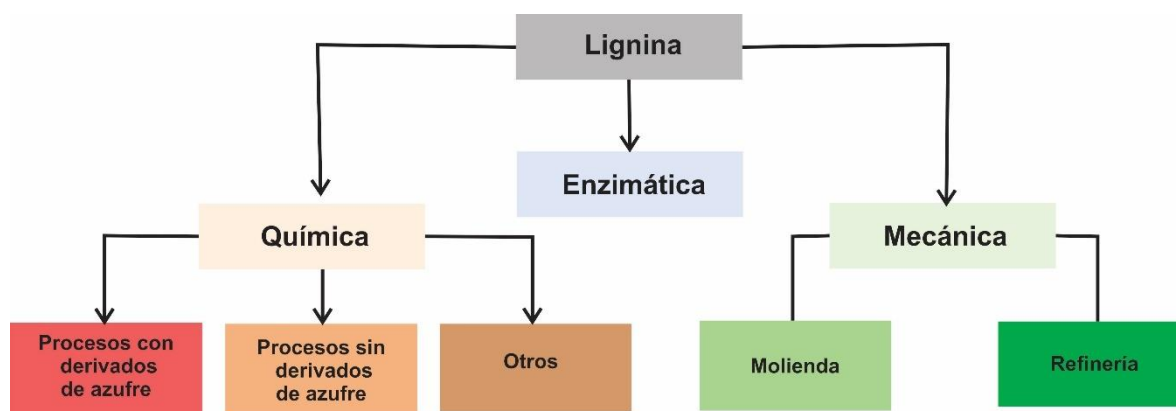 Lignina
Enzimática
Química
Mecánica
Procesos con
derivados
de azufre
Procesos sin
derivados
de azufre
Otros
Molienda
Refinería